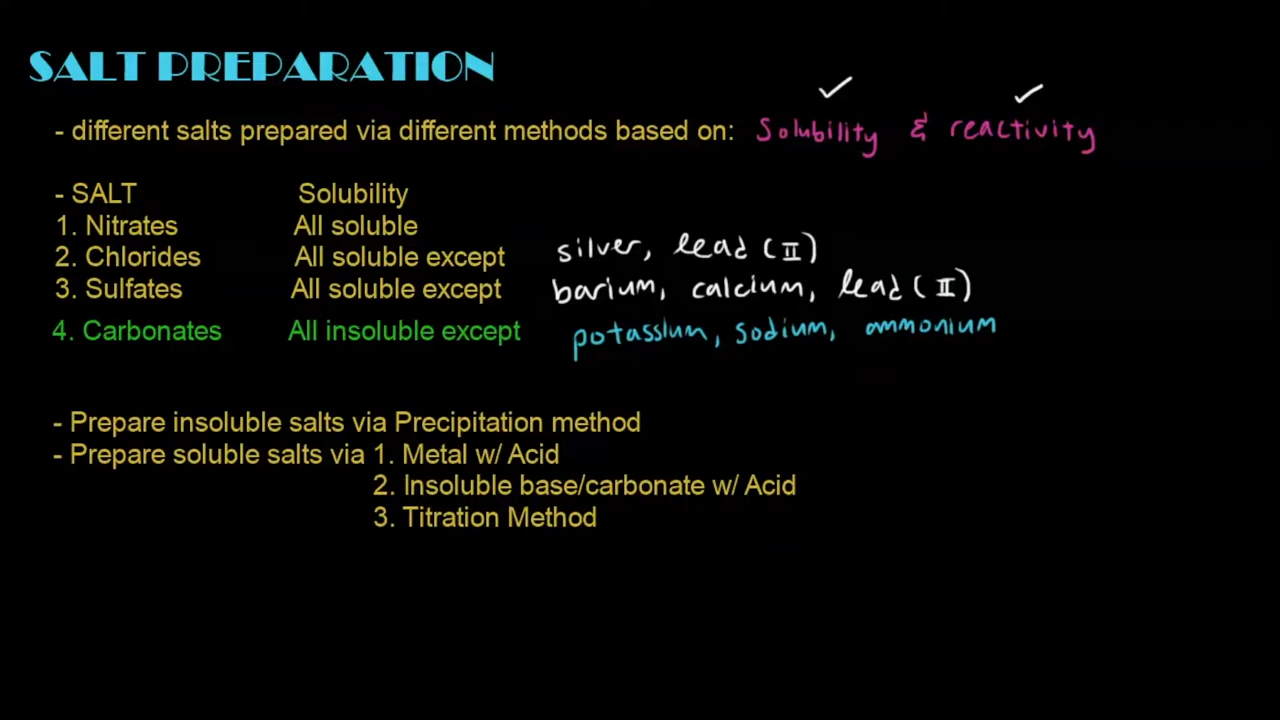 SALT PREPARATION
- different salts prepared via different methods based on: Solubility & reactivity
- SALT Solubility
1. Nitrates All soluble
2. Chlorides All soluble except silver, lead (II)
3. Sulfates All soluble except barium, calcium, lead (II)
4. Carbonates All insoluble except potassium, sodium, ammonium
- Prepare insoluble salts via Precipitation method
- Prepare soluble salts via 1. Metal w/ Acid
2. Insoluble base/carbonate w/ Acid
3. Titration Method